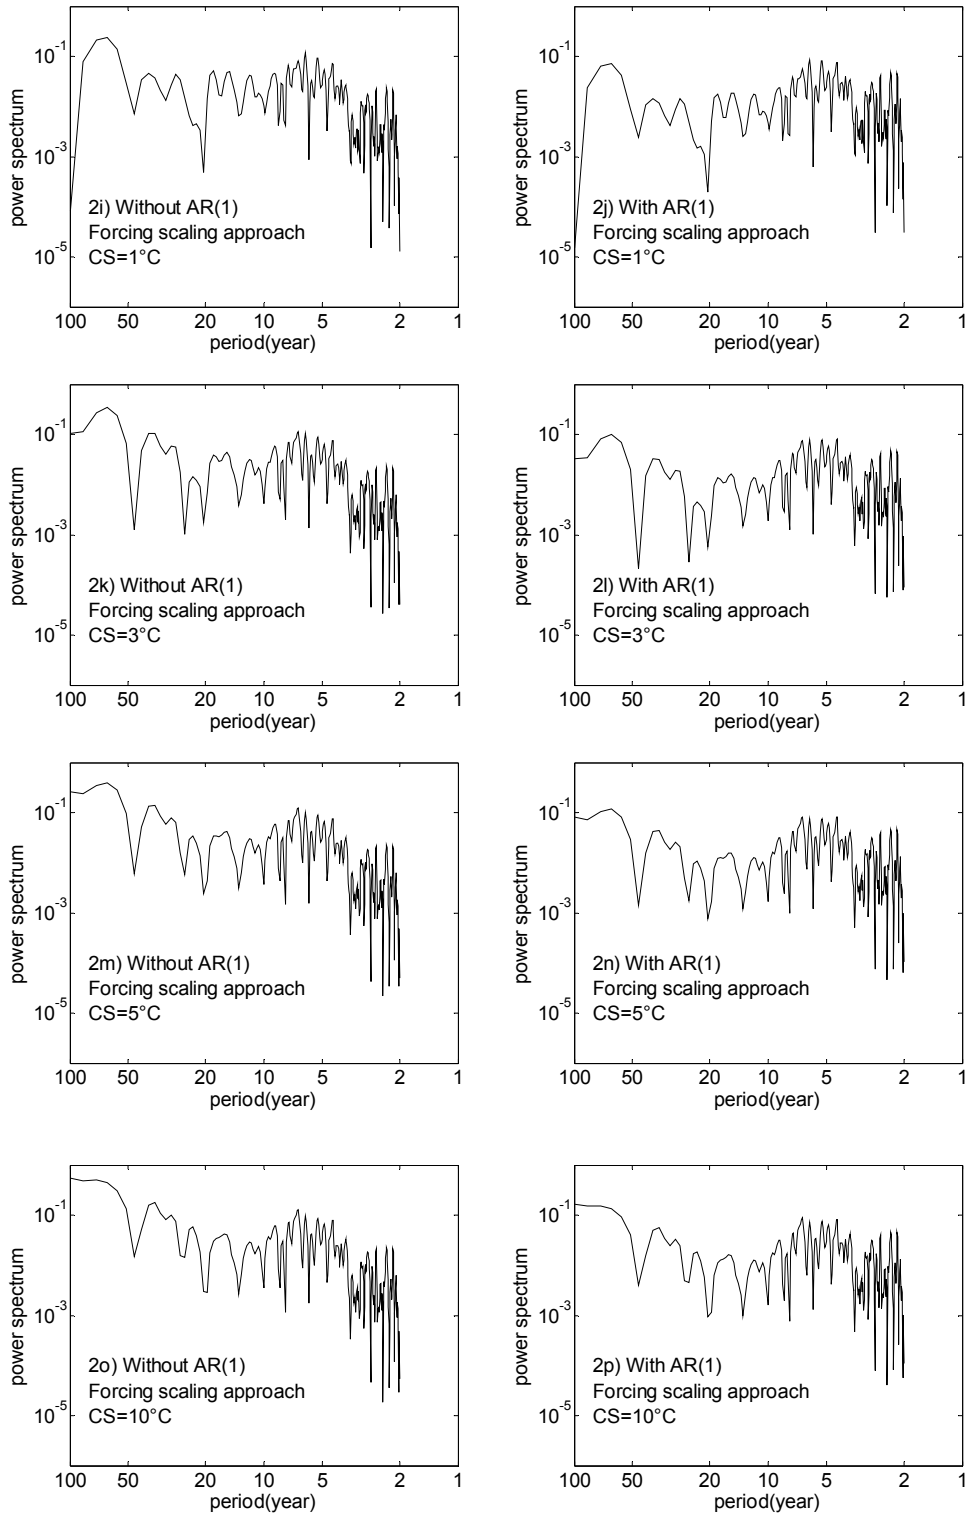 power spectrum
10-1
10-3
10-5
2i) Without AR(1)
Forcing scaling approach
CS=1°C
100 50 20 10 5 2 1
period(year)
power spectrum
10-1
10-3
10-5
2j) With AR(1)
Forcing scaling approach
CS=1°C
100 50 20 10 5 2 1
period(year)
power spectrum
10-1
10-3
10-5
2k) Without AR(1)
Forcing scaling approach
CS=3°C
100 50 20 10 5 2 1
period(year)
power spectrum
10-1
10-3
10-5
2l) With AR(1)
Forcing scaling approach
CS=3°C
100 50 20 10 5 2 1
period(year)
power spectrum
10-1
10-3
10-5
2m) Without AR(1)
Forcing scaling approach
CS=5°C
100 50 20 10 5 2 1
period(year)
power spectrum
10-1
10-3
10-5
2n) With AR(1)
Forcing scaling approach
CS=5°C
100 50 20 10 5 2 1
period(year)
power spectrum
10-1
10-3
10-5
2o) Without AR(1)
Forcing scaling approach
CS=10°C
100 50 20 10 5 2 1
period(year)
power spectrum
10-1
10-3
10-5
2p) With AR(1)
Forcing scaling approach
CS=10°C
100 50 20 10 5 2 1
period(year)